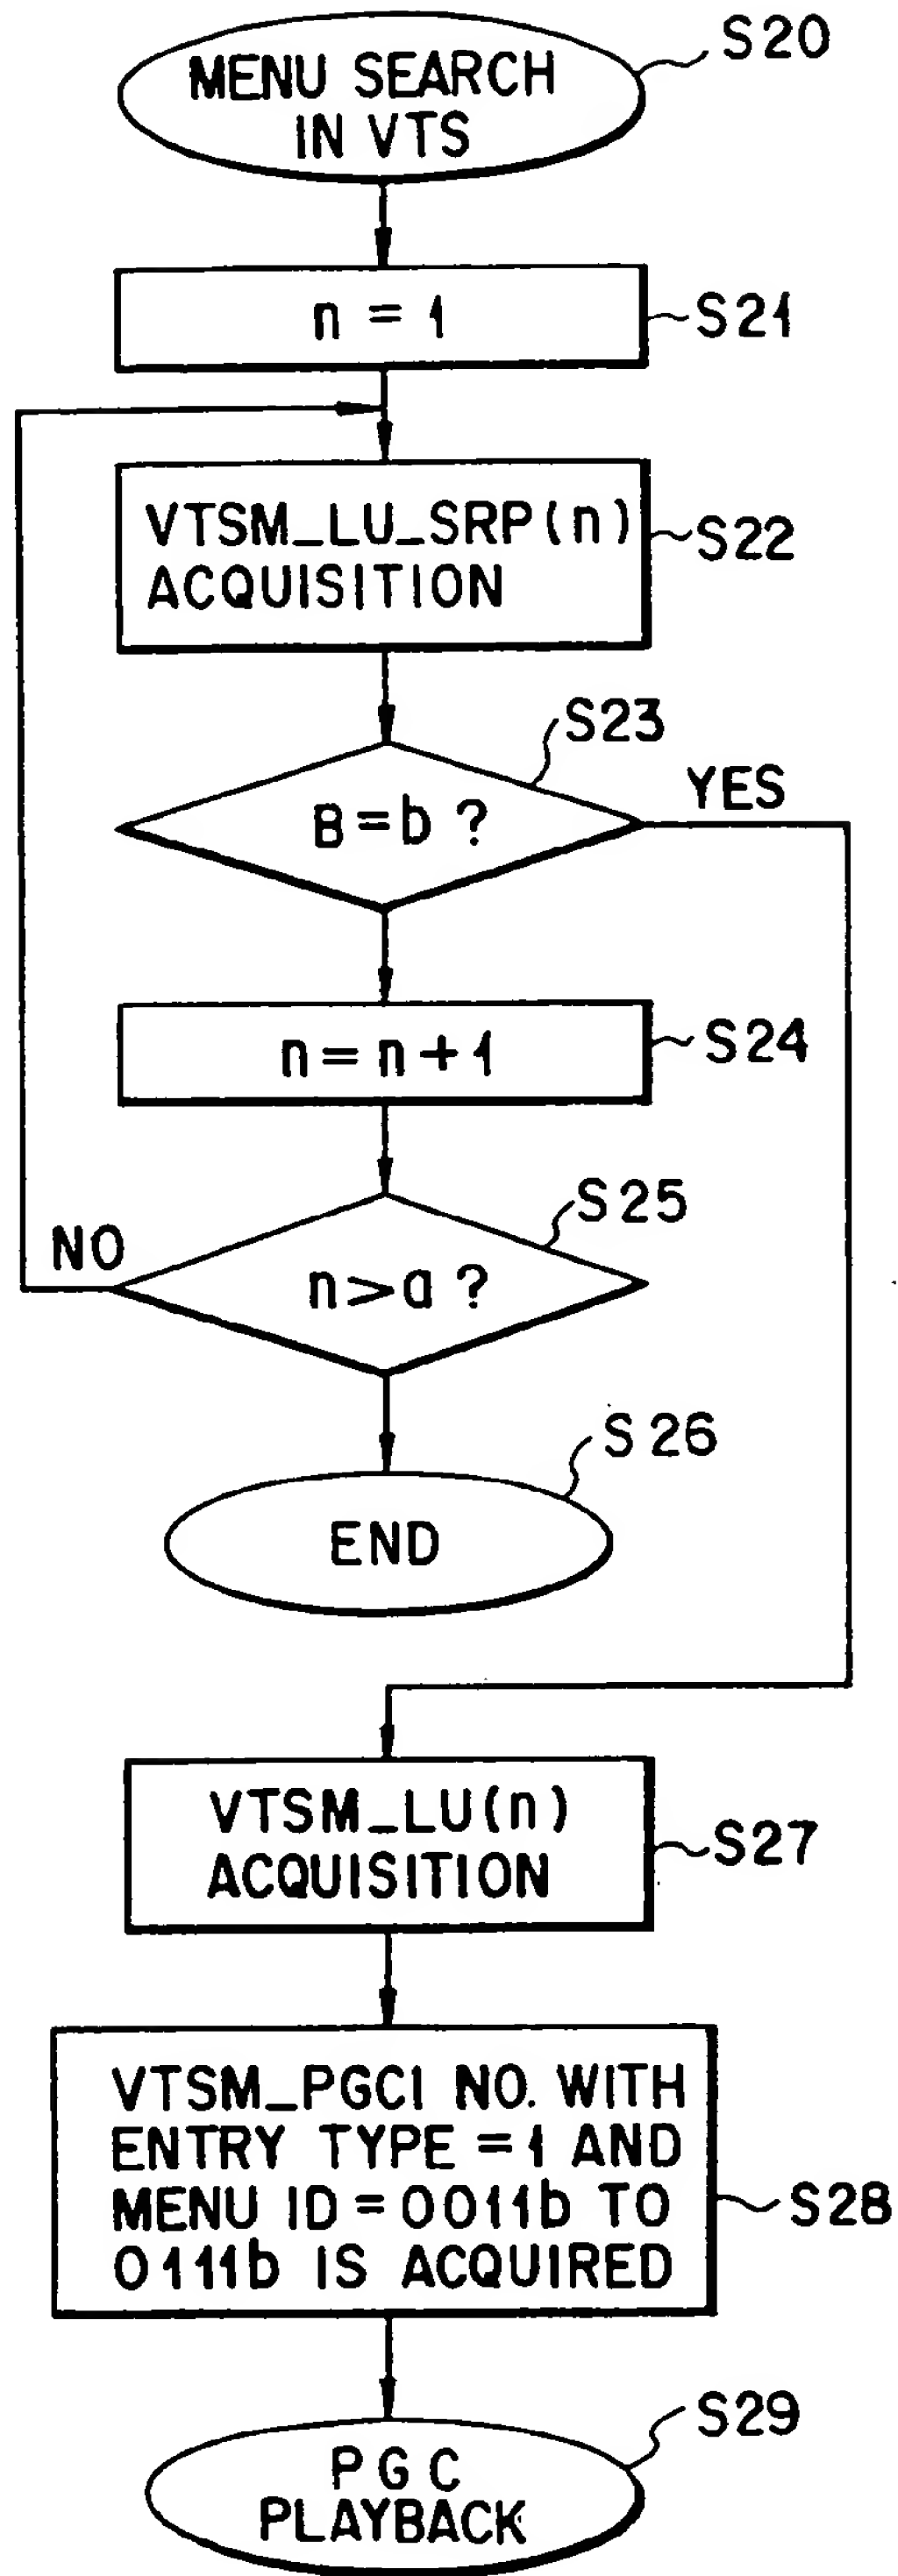 MENU SEARCH
IN VTS
S20
n = 1
S21
VTSM_LU_SRP(n)
ACQUISITION
S22
S23
B = b ?
YES
n = n + 1
S24
S25
NO
n > a ?
S26
END
VTSM_LU(n)
ACQUISITION
S27
VTSM_PGCI NO. WITH
ENTRY TYPE = 1 AND
MENU ID = 0011b TO
0111b IS ACQUIRED
S28
S29
PGC
PLAYBACK